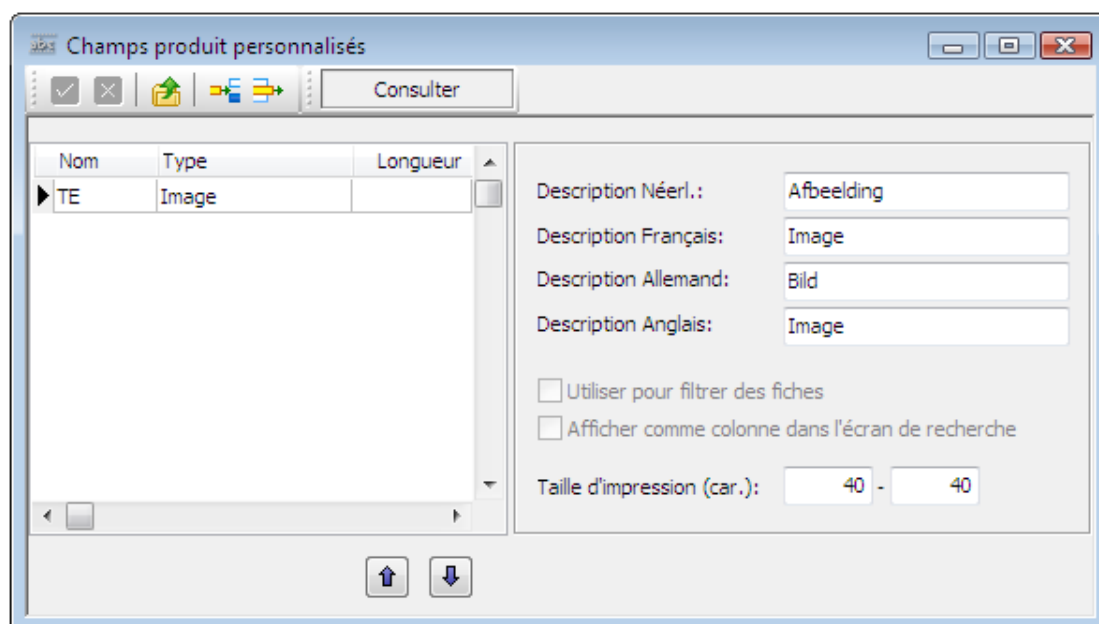 Champs produit personnalisés
Consulter
Nom Type Longueur
TE Image
Description Néerl.: Afbeelding
Description Français: Image
Description Allemand: Bild
Description Anglais: Image
Utiliser pour filtrer des fiches
Afficher comme colonne dans l'écran de recherche
Taille d'impression (car.): 40 - 40